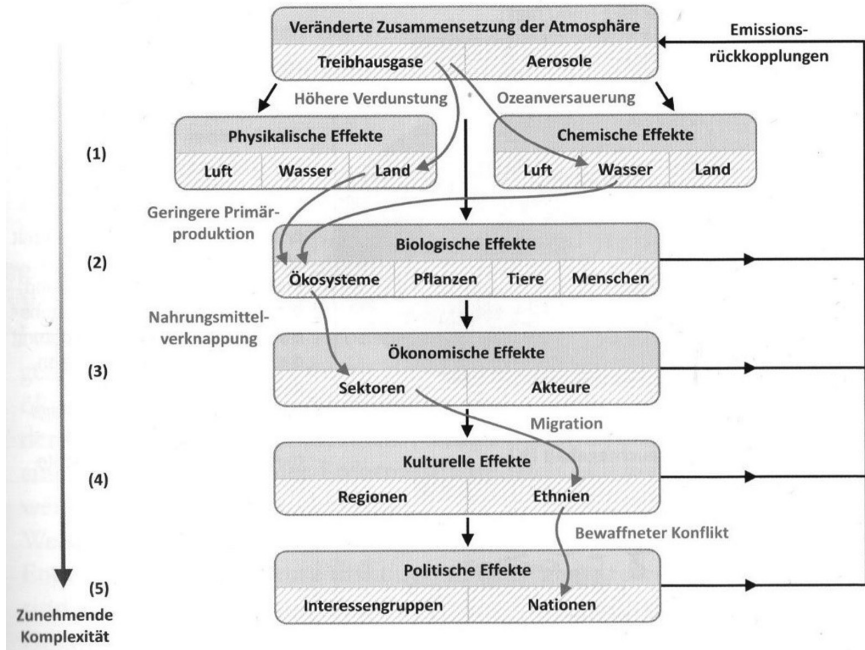 Veränderte Zusammensetzung der Atmosphäre
Treibhausgase Aerosole
Emissions-
rückkopplungen
Höhere Verdunstung Ozeanversauerung
Physikalische Effekte Chemische Effekte
(1)
Luft Wasser Land Luft Wasser Land
Geringere Primär-
produktion
Biologische Effekte
(2)
Ökosysteme Pflanzen Tiere Menschen
Nahrungsmittel-
verknappung
Ökonomische Effekte
(3)
Sektoren Akteure
Migration
Kulturelle Effekte
(4)
Regionen Ethnien
Bewaffneter Konflikt
Politische Effekte
(5)
Interessengruppen Nationen
Zunehmende
Komplexität